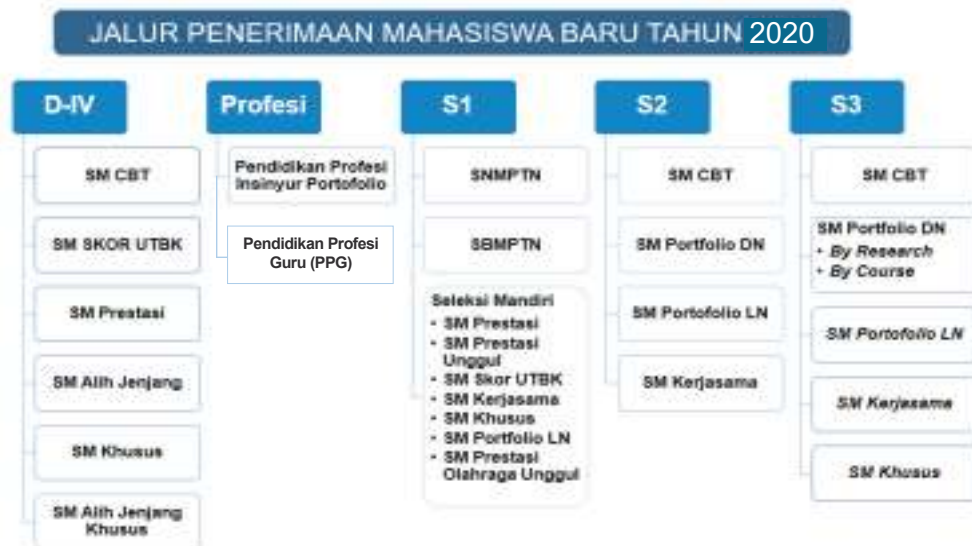 JALUR PENERIMAAN MAHASISWA BARU TAHUN 2020
D-IV
SM CBT
SM SKOR UTBK
SM Prestasi
SM Alih Jenjang
SM Khusus
SM Alih Jenjang
Khusus
Profesi
Pendidikan Profesi
Insinyur Portofolio
Pendidikan Profesi
Guru (PPG)
S1
SNMPTN
SBMPTN
Seleksi Mandiri
• SM Prestasi
• SM Prestasi
Unggul
• SM Skor UTBK
• SM Kerjasama
• SM Khusus
• SM Portfolio LN
• SM Prestasi
Olahraga Unggul
S2
SM CBT
SM Portfolio DN
SM Portofolio LN
SM Kerjasama
S3
SM CBT
SM Portfolio DN
• By Research
• By Course
SM Portofolio LN
SM Kerjasama
SM Khusus